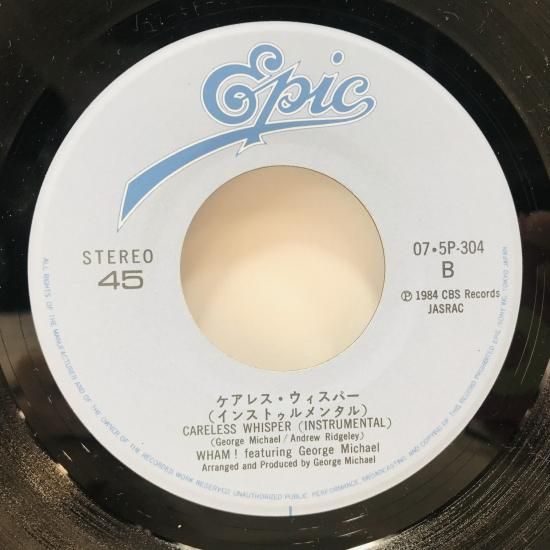 Epic
STEREO
45
07・5P-304
B
Ⓟ 1984 CBS Records
JASRAC
ケアレス・ウィスパー
(インストゥルメンタル)
CARELESS WHISPER (INSTRUMENTAL)
(George Michael / Andrew Ridgeley)
WHAM! featuring George Michael
Arranged and Produced by George Michael
ALL RIGHTS OF THE MANUFACTURER AND OF THE OWNER OF THE RECORDED WORK RESERVED. UNAUTHORIZED PUBLIC PERFORMANCE, BROADCASTING AND COPYING OF THIS RECORD PROHIBITED